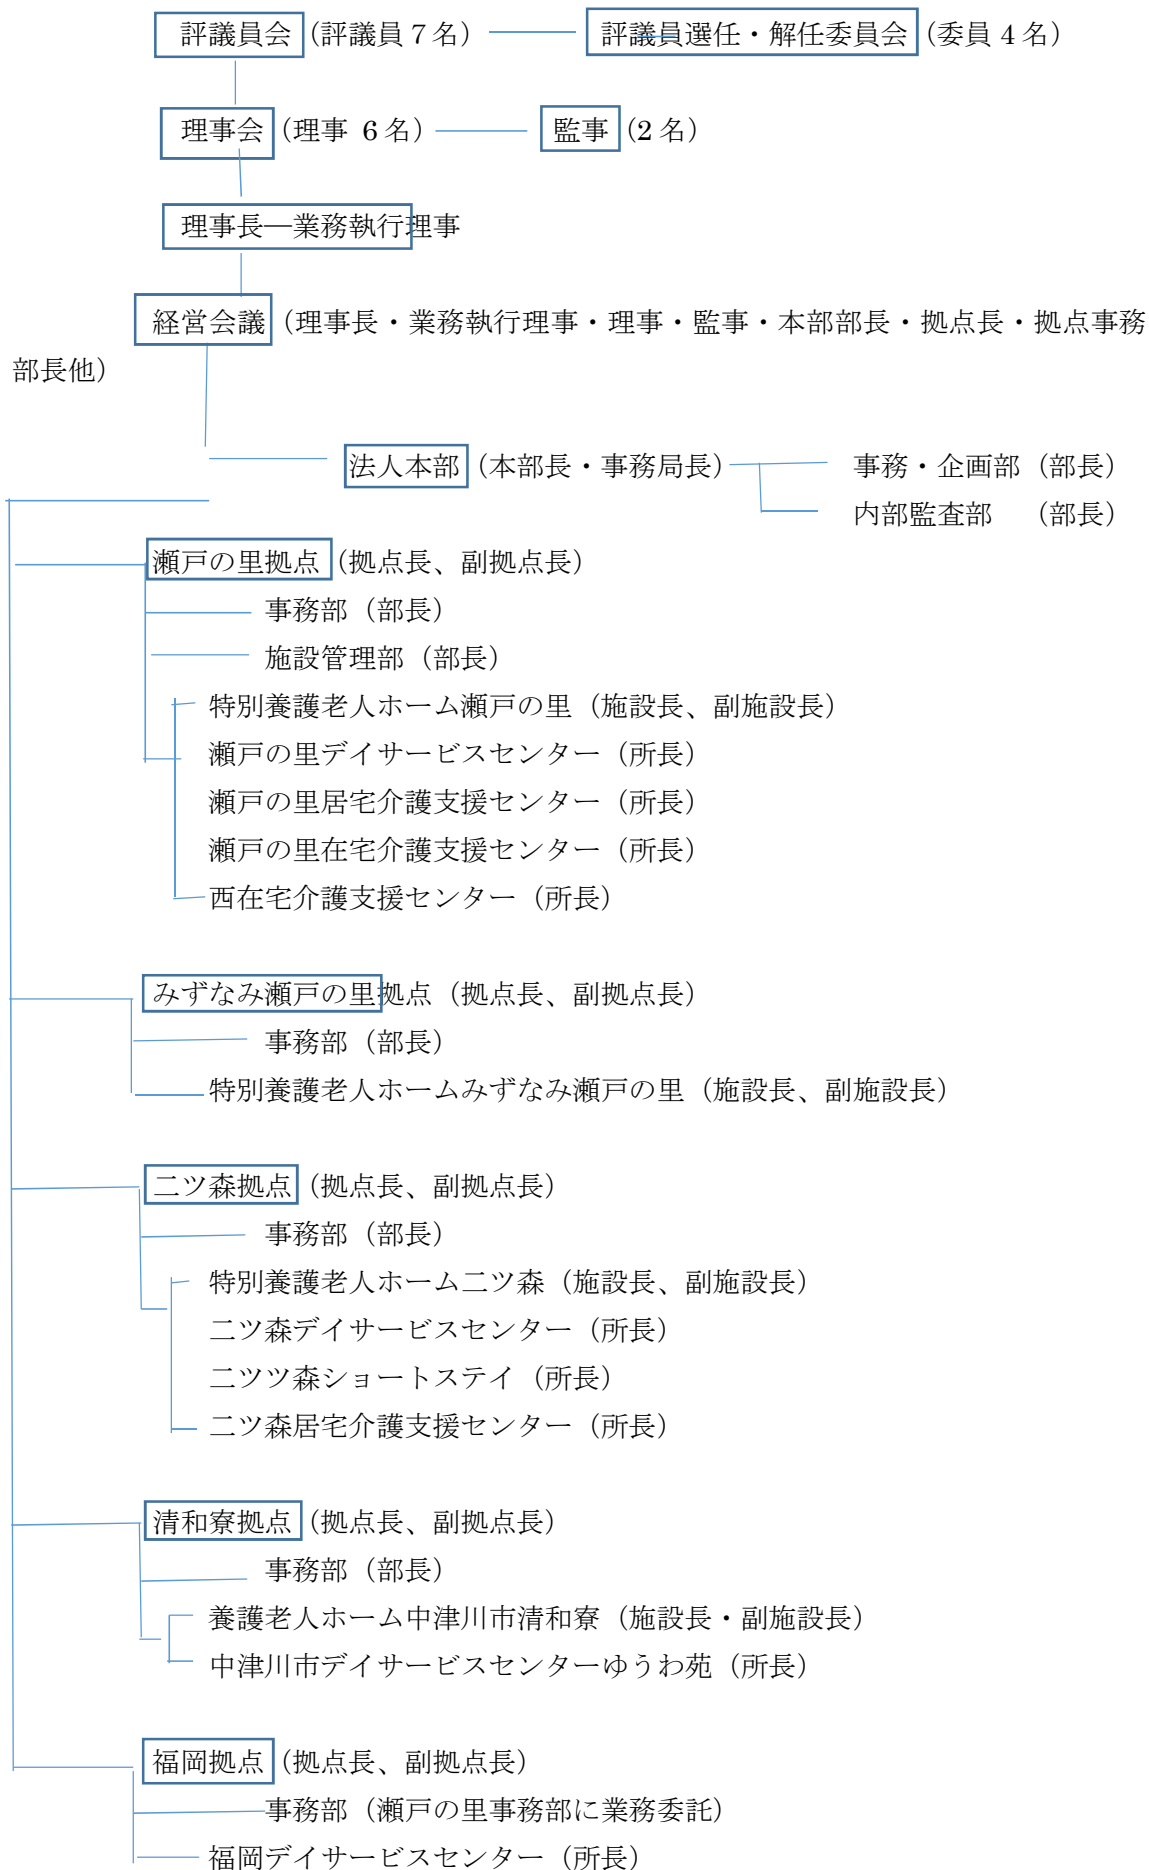 評議員会（評議員７名） 評議員選任・解任委員会（委員 4 名）
理事会（理事 6 名） 監事（2 名）
理事長―業務執行理事
経営会議（理事長・業務執行理事・理事・監事・本部部長・拠点長・拠点事務
部長他）
法人本部（本部長・事務局長） 事務・企画部（部長）
内部監査部　（部長）
瀬戸の里拠点（拠点長、副拠点長）
事務部（部長）
施設管理部（部長）
特別養護老人ホーム瀬戸の里（施設長、副施設長）
瀬戸の里デイサービスセンター（所長）
瀬戸の里居宅介護支援センター（所長）
瀬戸の里在宅介護支援センター（所長）
西在宅介護支援センター（所長）
みずなみ瀬戸の里拠点（拠点長、副拠点長）
事務部（部長）
特別養護老人ホームみずなみ瀬戸の里（施設長、副施設長）
二ツ森拠点（拠点長、副拠点長）
事務部（部長）
特別養護老人ホーム二ツ森（施設長、副施設長）
二ツ森デイサービスセンター（所長）
二ツツ森ショートステイ（所長）
二ツ森居宅介護支援センター（所長）
清和寮拠点（拠点長、副拠点長）
事務部（部長）
養護老人ホーム中津川市清和寮（施設長・副施設長）
中津川市デイサービスセンターゆうわ苑（所長）
福岡拠点（拠点長、副拠点長）
事務部（瀬戸の里事務部に業務委託）
福岡デイサービスセンター（所長）